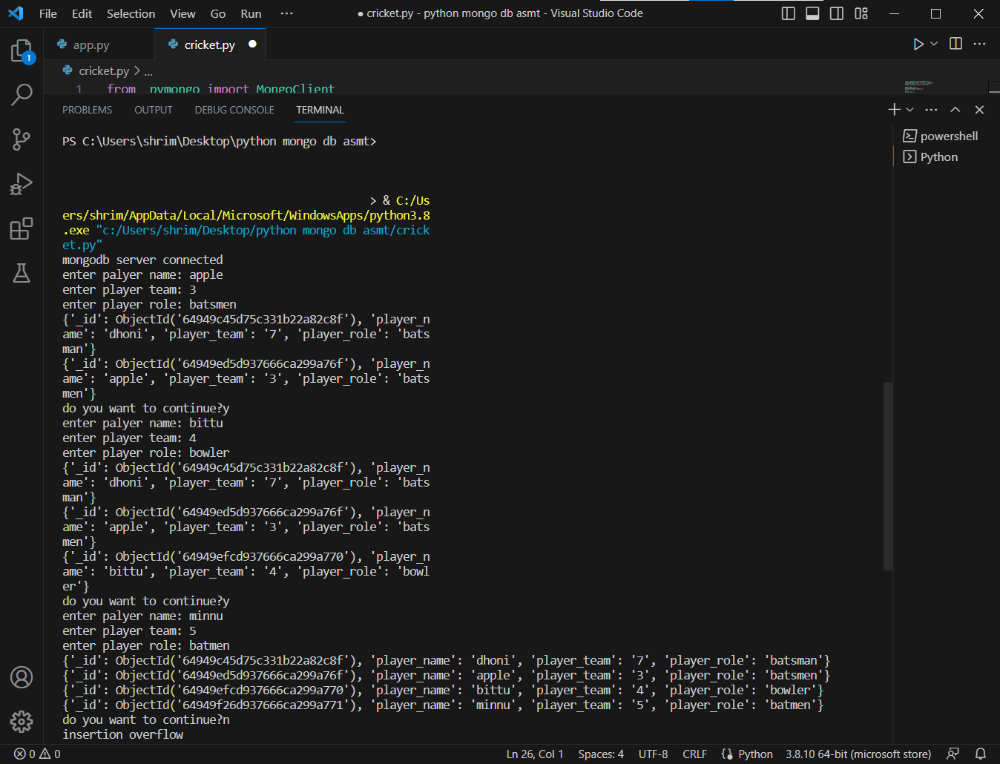 File Edit Selection View Go Run ··· ● cricket.py - python mongo db asmt - Visual Studio Code
1
app.py cricket.py ●
cricket.py > ...
1 from pymongo import MongoClient
PROBLEMS OUTPUT DEBUG CONSOLE TERMINAL
powershell
Python
PS C:\Users\shrim\Desktop\python mongo db asmt>
> & C:/Us
ers/shrim/AppData/Local/Microsoft/WindowsApps/python3.8
.exe "c:/Users/shrim/Desktop/python mongo db asmt/crick
et.py"
mongodb server connected
enter palyer name: apple
enter player team: 3
enter player role: batsmen
{'_id': ObjectId('64949c45d75c331b22a82c8f'), 'player_n
ame': 'dhoni', 'player_team': '7', 'player_role': 'bats
man'}
{'_id': ObjectId('64949ed5d937666ca299a76f'), 'player_n
ame': 'apple', 'player_team': '3', 'player_role': 'bats
men'}
do you want to continue?y
enter palyer name: bittu
enter player team: 4
enter player role: bowler
{'_id': ObjectId('64949c45d75c331b22a82c8f'), 'player_n
ame': 'dhoni', 'player_team': '7', 'player_role': 'bats
man'}
{'_id': ObjectId('64949ed5d937666ca299a76f'), 'player_n
ame': 'apple', 'player_team': '3', 'player_role': 'bats
men'}
{'_id': ObjectId('64949efcd937666ca299a770'), 'player_n
ame': 'bittu', 'player_team': '4', 'player_role': 'bowl
er'}
do you want to continue?y
enter palyer name: minnu
enter player team: 5
enter player role: batmen
{'_id': ObjectId('64949c45d75c331b22a82c8f'), 'player_name': 'dhoni', 'player_team': '7', 'player_role': 'batsman'}
{'_id': ObjectId('64949ed5d937666ca299a76f'), 'player_name': 'apple', 'player_team': '3', 'player_role': 'batsmen'}
{'_id': ObjectId('64949efcd937666ca299a770'), 'player_name': 'bittu', 'player_team': '4', 'player_role': 'bowler'}
{'_id': ObjectId('64949f26d937666ca299a771'), 'player_name': 'minnu', 'player_team': '5', 'player_role': 'batmen'}
do you want to continue?n
insertion overflow
0 0 Ln 26, Col 1 Spaces: 4 UTF-8 CRLF Python 3.8.10 64-bit (microsoft store)